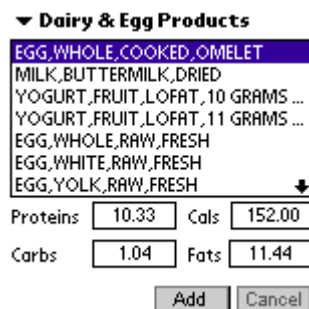 Dairy & Egg Products
EGG,WHOLE,COOKED,OMELET
MILK,BUTTERMILK,DRIED
YOGURT,FRUIT,LOFAT,10 GRAMS ...
YOGURT,FRUIT,LOFAT,11 GRAMS ...
EGG,WHOLE,RAW,FRESH
EGG,WHITE,RAW,FRESH
EGG,YOLK,RAW,FRESH
Proteins 10.33 Cals 152.00
Carbs 1.04 Fats 11.44
Add Cancel